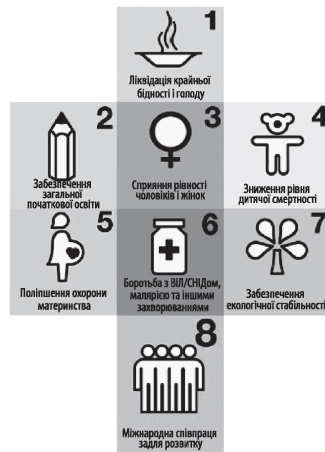 1
Ліквідація крайньої
бідності і голоду
2
Забезпечення
загальної
початкової освіти
3
Сприяння рівності
чоловіків і жінок
4
Зниження рівня
дитячої смертності
5
Поліпшення охорони
материнства
6
Боротьба з ВІЛ/СНІДом,
малярією та іншими
захворюваннями
7
Забезпечення
екологічної стабільності
8
Міжнародна співпраця
задля розвитку